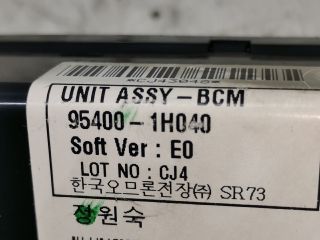 *CJ43048*
UNIT ASSY-BCM
95400-1H040
Soft Ver : E0
LOT NO : CJ4
한국오므론전장(주) SR73
정원숙